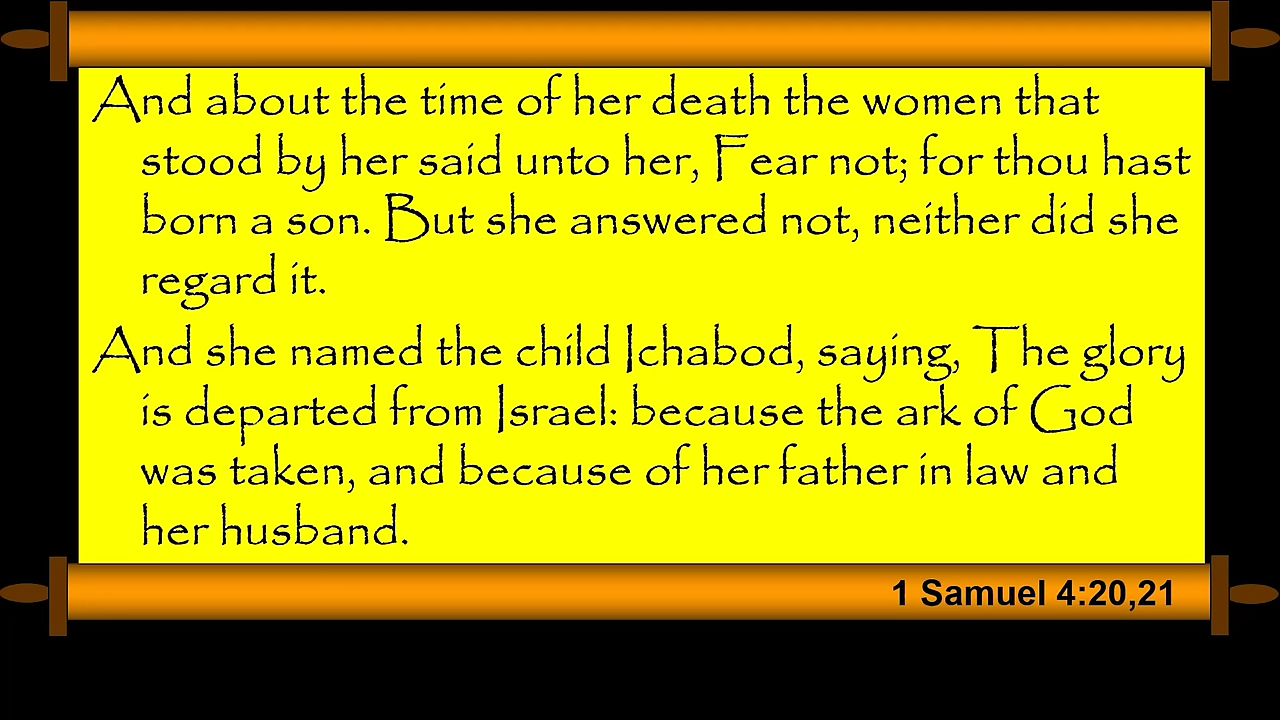 And about the time of her death the women that
stood by her said unto her, Fear not; for thou hast
born a son. But she answered not, neither did she
regard it.
And she named the child Ichabod, saying, The glory
is departed from Israel: because the ark of God
was taken, and because of her father in law and
her husband.
1 Samuel 4:20,21